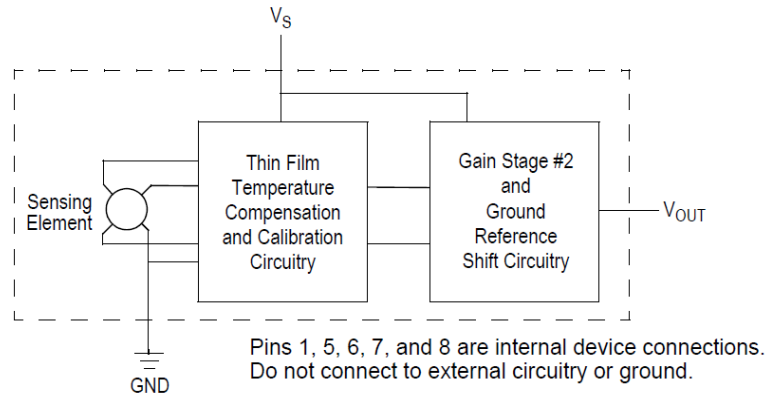 VS
Thin Film
Temperature
Compensation
and Calibration
Circuitry
Gain Stage #2
and
Ground
Reference
Shift Circuitry
Sensing
Element
VOUT
GND
Pins 1, 5, 6, 7, and 8 are internal device connections.
Do not connect to external circuitry or ground.